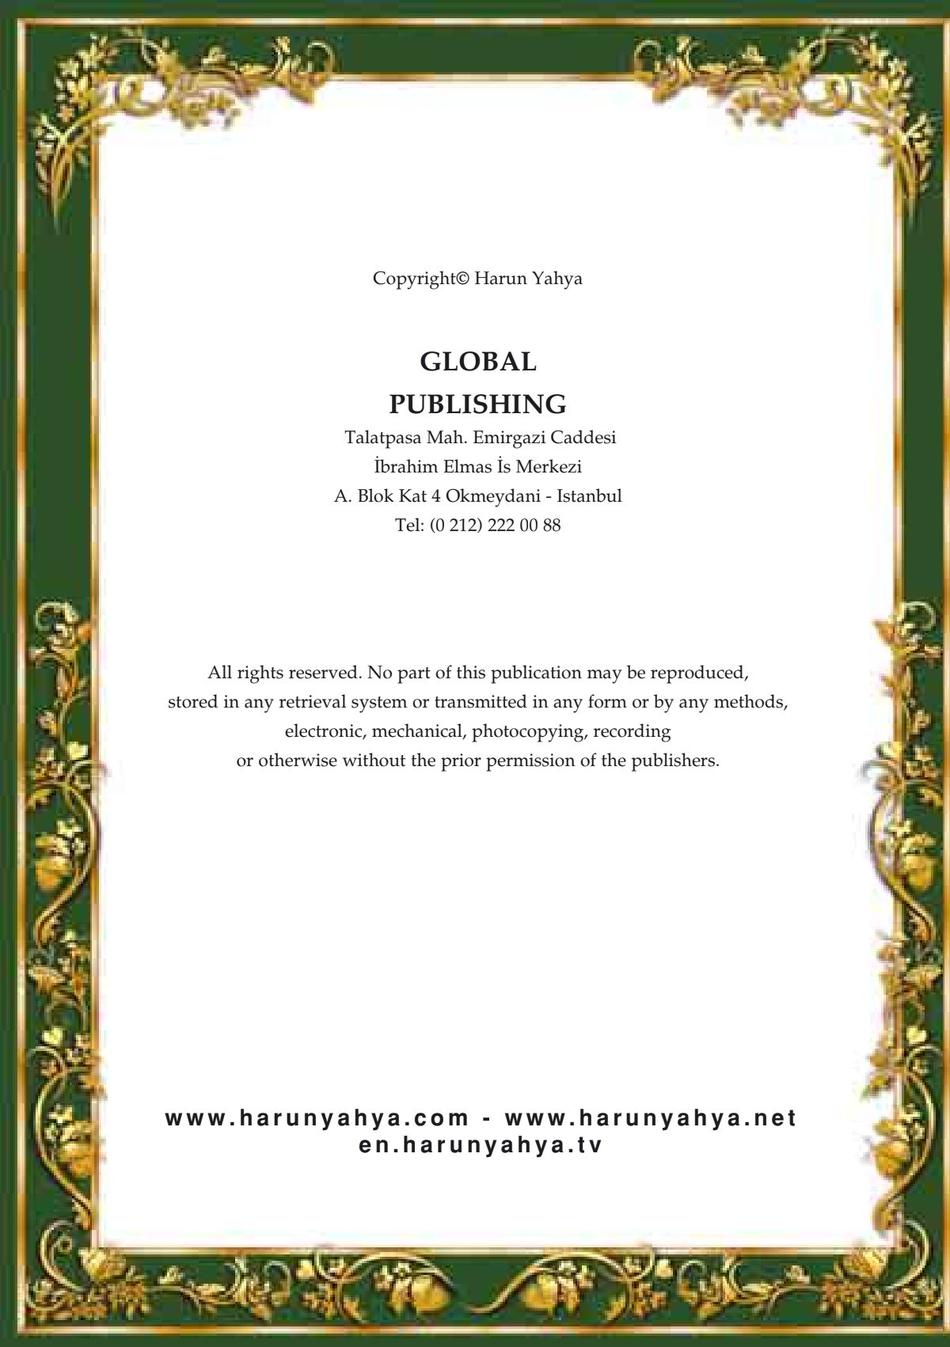 Copyright© Harun Yahya
GLOBAL
PUBLISHING
Talatpasa Mah. Emirgazi Caddesi
İbrahim Elmas İs Merkezi
A. Blok Kat 4 Okmeydani - Istanbul
Tel: (0 212) 222 00 88
All rights reserved. No part of this publication may be reproduced,
stored in any retrieval system or transmitted in any form or by any methods,
electronic, mechanical, photocopying, recording
or otherwise without the prior permission of the publishers.
www.harunyahya.com - www.harunyahya.net
en.harunyahya.tv